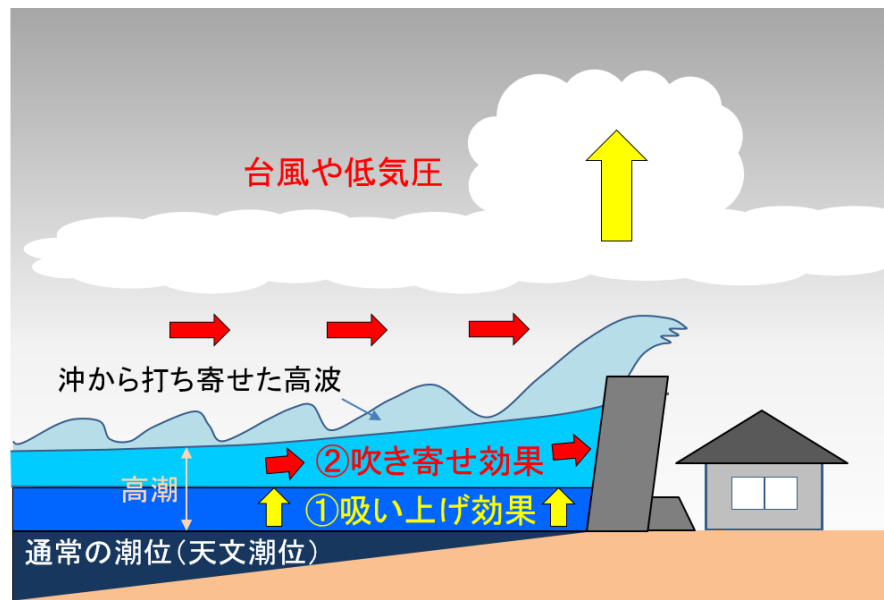 台風や低気圧
沖から打ち寄せた高波
②吹き寄せ効果
高潮
①吸い上げ効果
通常の潮位(天文潮位)